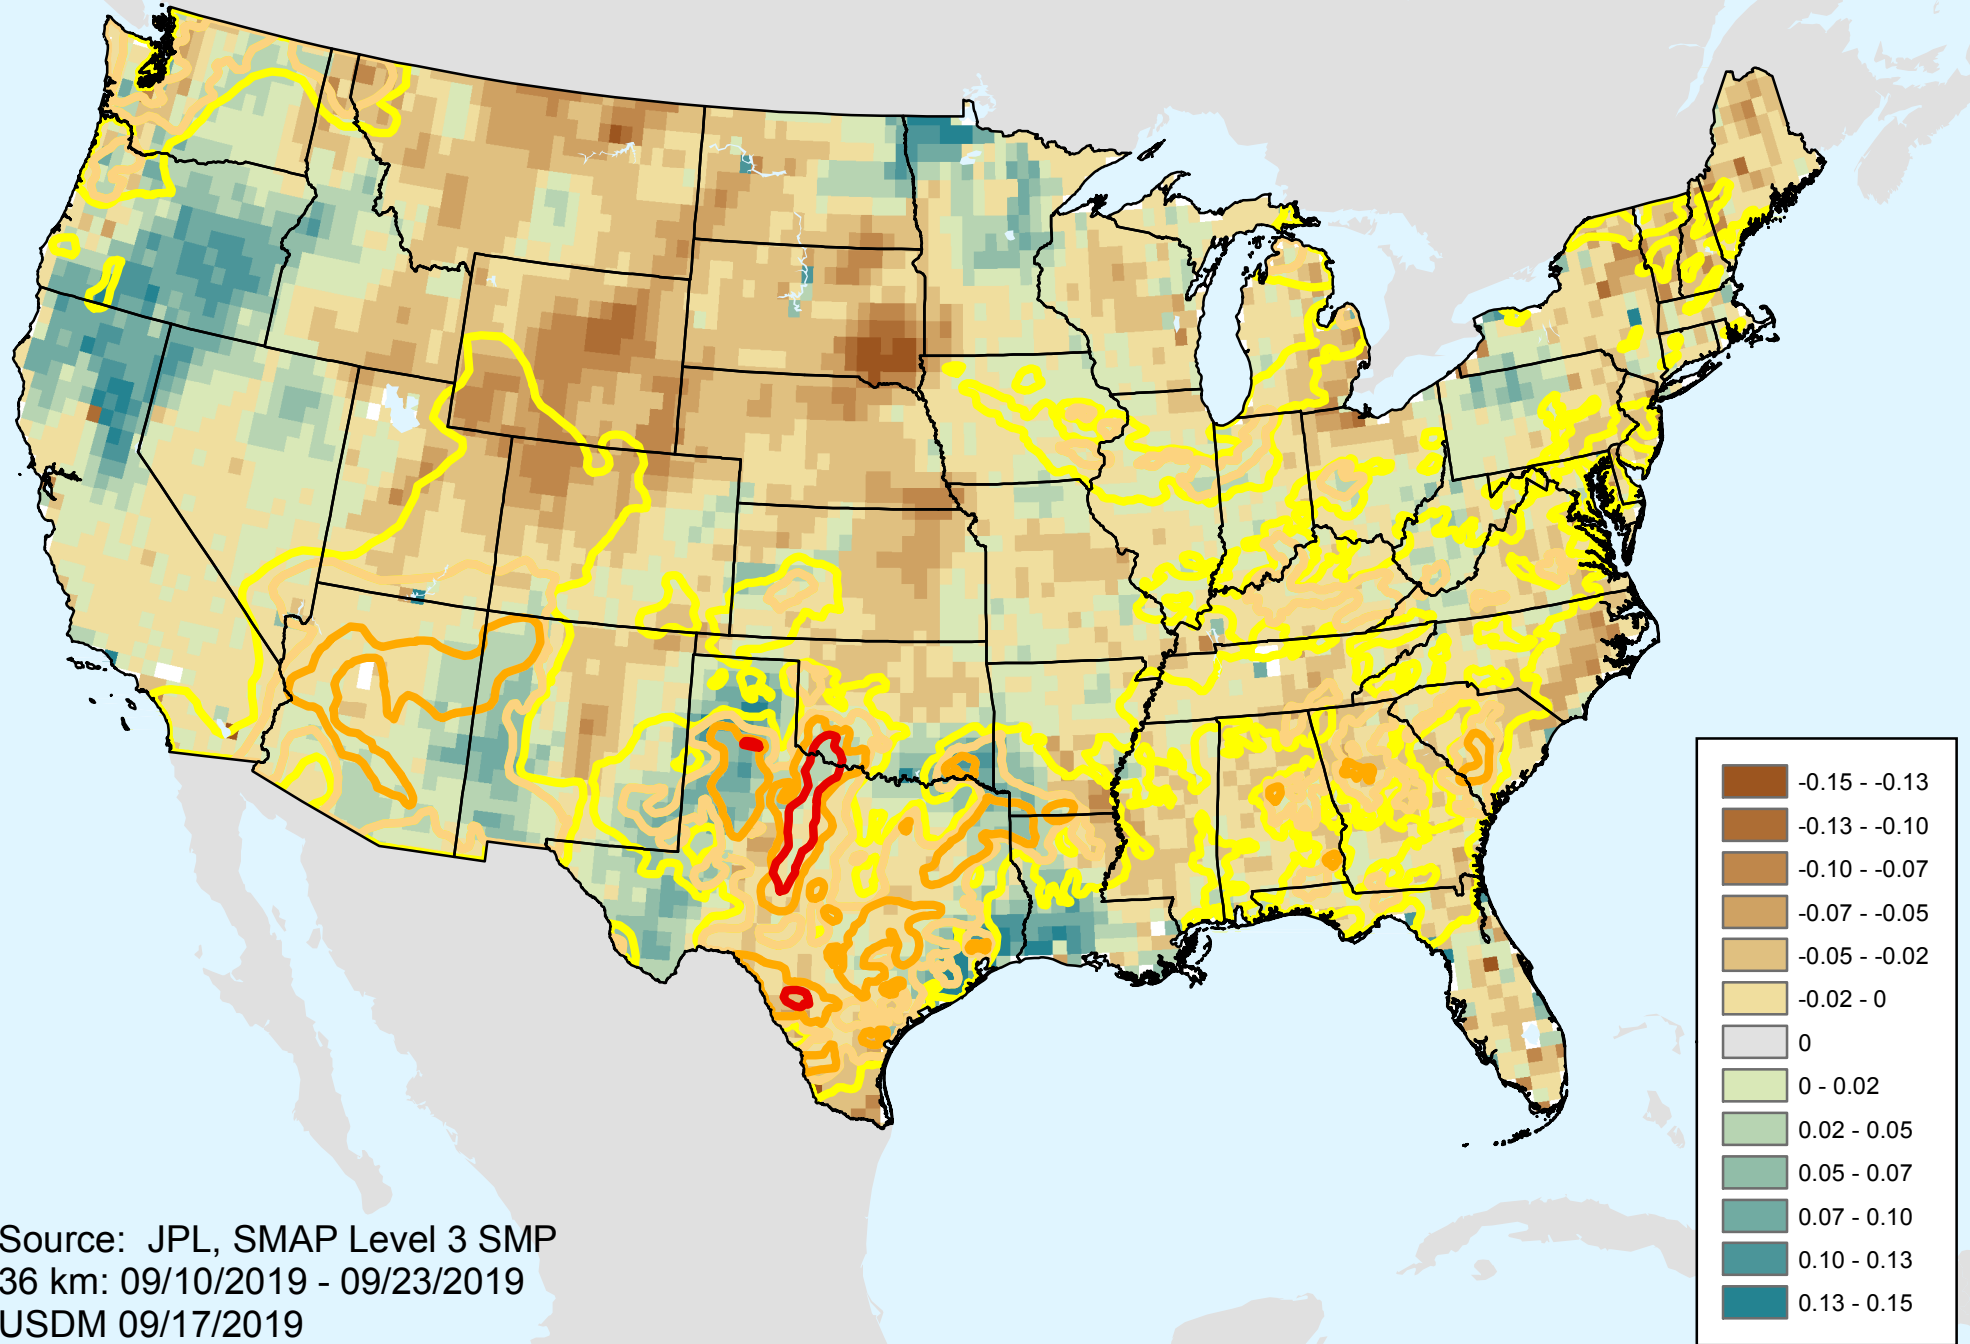 -0.15 - -0.13
-0.13 - -0.10
-0.10 - -0.07
-0.07 - -0.05
-0.05 - -0.02
-0.02 - 0
0
0 - 0.02
0.02 - 0.05
0.05 - 0.07
0.07 - 0.10
0.10 - 0.13
0.13 - 0.15
Source: JPL, SMAP Level 3 SMP
36 km: 09/10/2019 - 09/23/2019
USDM 09/17/2019